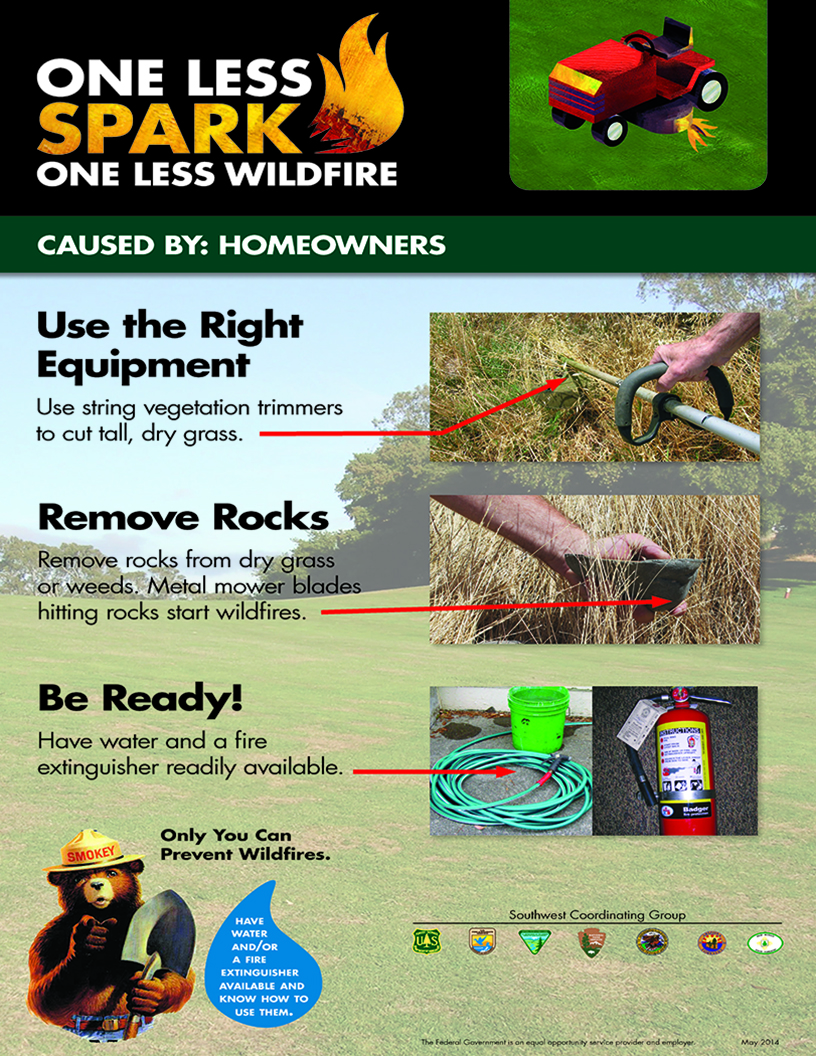 ONE LESS
SPARK
ONE LESS WILDFIRE
CAUSED BY: HOMEOWNERS
Use the Right
Equipment
Use string vegetation trimmers
to cut tall, dry grass.
Remove Rocks
Remove rocks from dry grass
or weeds. Metal mower blades
hitting rocks start wildfires.
Be Ready!
Have water and a fire
extinguisher readily available.
INSTRUCTIONS
Badger
Only You Can
Prevent Wildfires.
SMOKEY
HAVE
WATER
AND/OR
A FIRE
EXTINGUISHER
AVAILABLE AND
KNOW HOW TO
USE THEM.
Southwest Coordinating Group
UAS
The Federal Government is an equal opportunity service provider and employer.
May 2014